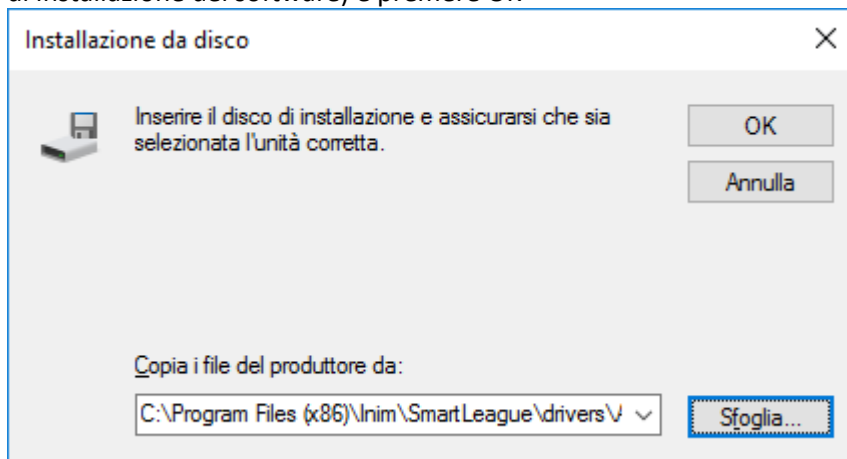 Installazione da disco
Inserire il disco di installazione e assicurarsi che sia
selezionata l'unità corretta.
OK
Annulla
Copia i file del produttore da:
C:\Program Files (x86)\Inim\SmartLeague\drivers\
Sfoglia...